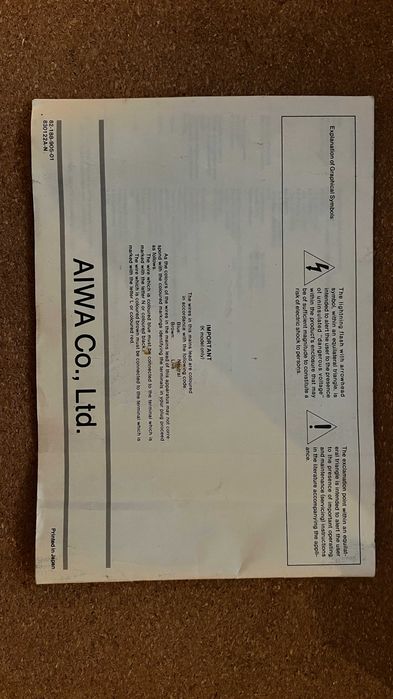 Explanation of Graphical Symbols:
The lightning flash with arrowhead
symbol, within an equilateral triangle, is
intended to alert the user to the presence
of uninsulated "dangerous voltage"
within the product's enclosure that may
be of sufficient magnitude to constitute a
risk of electric shock to persons.
The exclamation point within an equilat-
eral triangle is intended to alert the user
to the presence of important operating
and maintenance (servicing) instructions
in the literature accompanying the appli-
ance.
IMPORTANT
(K model only)
The wires in this mains lead are coloured
in accordance with the following code:
Blue: Neutral
Brown:
As the colours of the wires in the mains lead of this apparatus may not corre-
spond with the coloured markings identifying the terminals in your plug proceed
as follows:
The wire which is coloured blue must be connected to the terminal which is
marked with the letter N or coloured black.
The wire which is coloured brown must be connected to the terminal which is
marked with the letter L or coloured red.
AIWA Co., Ltd.
82-188-905-01
830122A-N
Printed in Japan